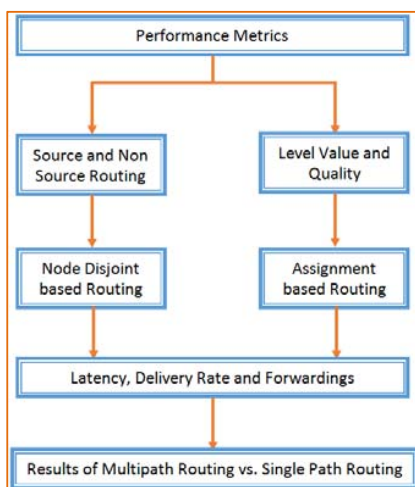 Performance Metrics
Source and Non
Source Routing
Level Value and
Quality
Node Disjoint
based Routing
Assignment
based Routing
Latency, Delivery Rate and Forwardings
Results of Multipath Routing vs. Single Path Routing